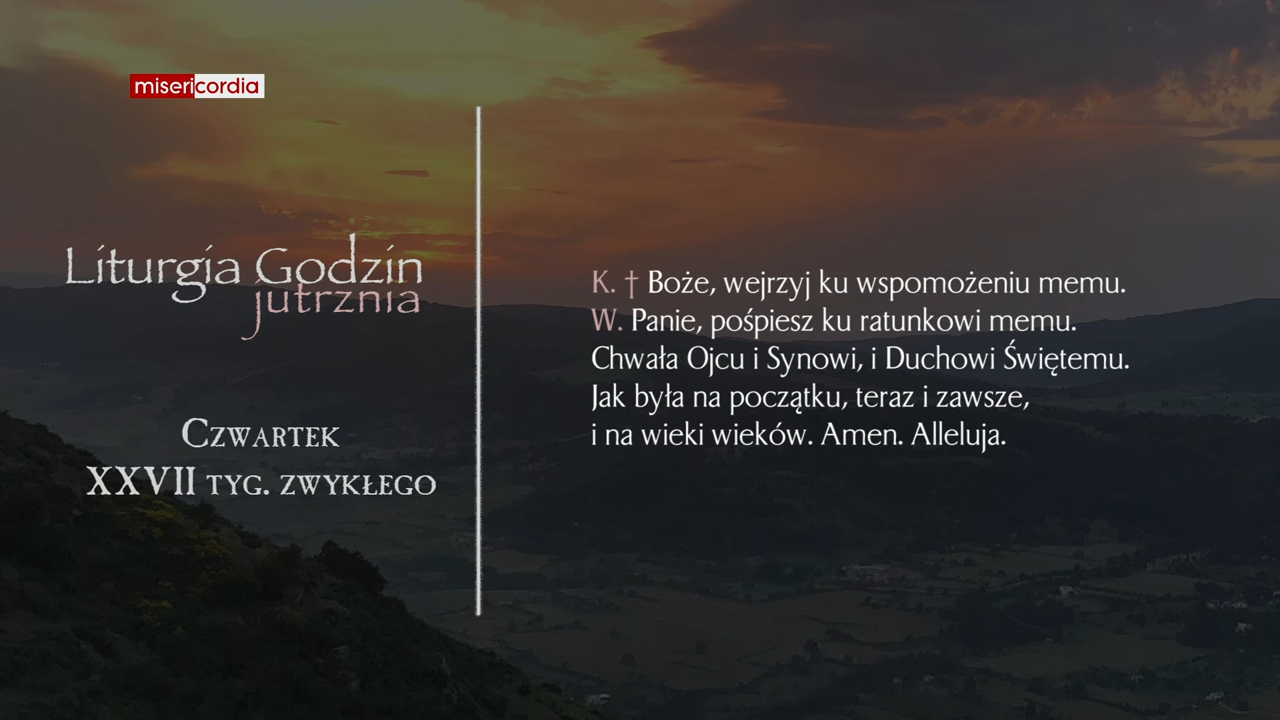 misericordia
Liturgia Godzin
jutrznia
Czwartek
XXVII tyg. zwykłego
K. † Boże, wejrzyj ku wspomożeniu memu.
W. Panie, pośpiesz ku ratunkowi memu.
Chwała Ojcu i Synowi, i Duchowi Świętemu.
Jak była na początku, teraz i zawsze,
i na wieki wieków. Amen. Alleluja.